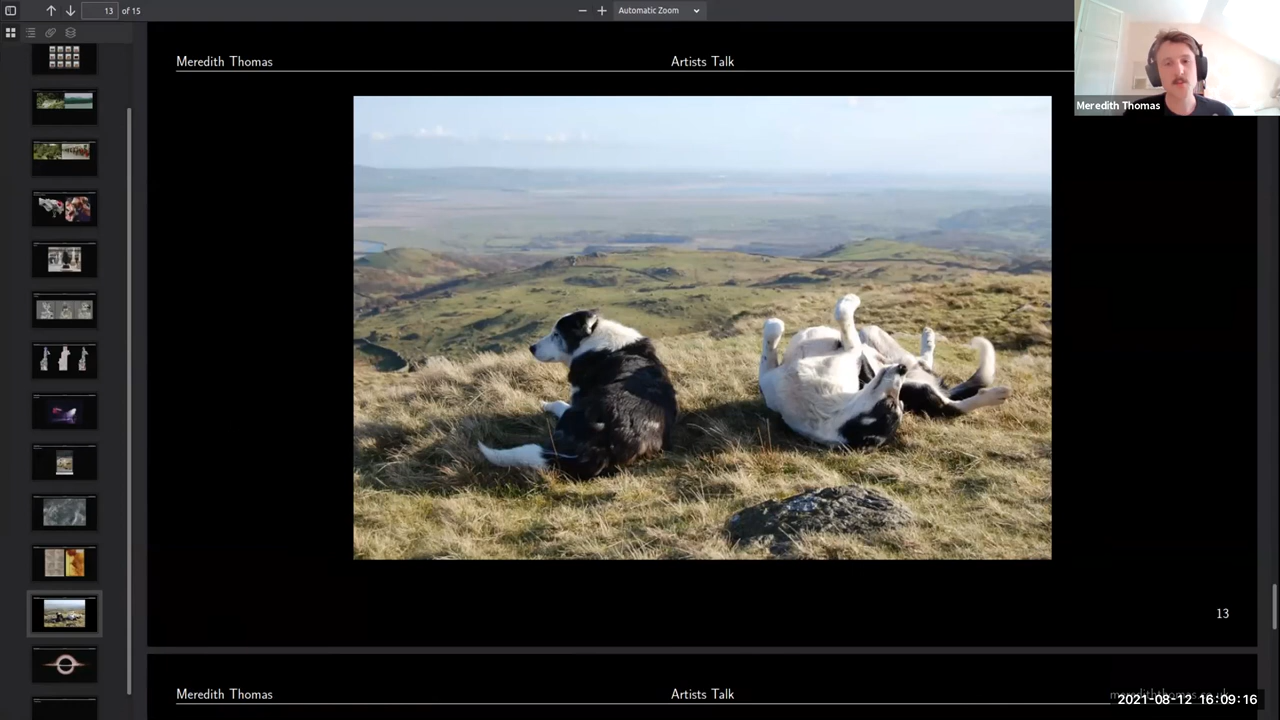 13 of 15
Automatic Zoom
Meredith Thomas
Artists Talk
Meredith Thomas
13
Meredith Thomas
Artists Talk
2021-08-12 16:09:16